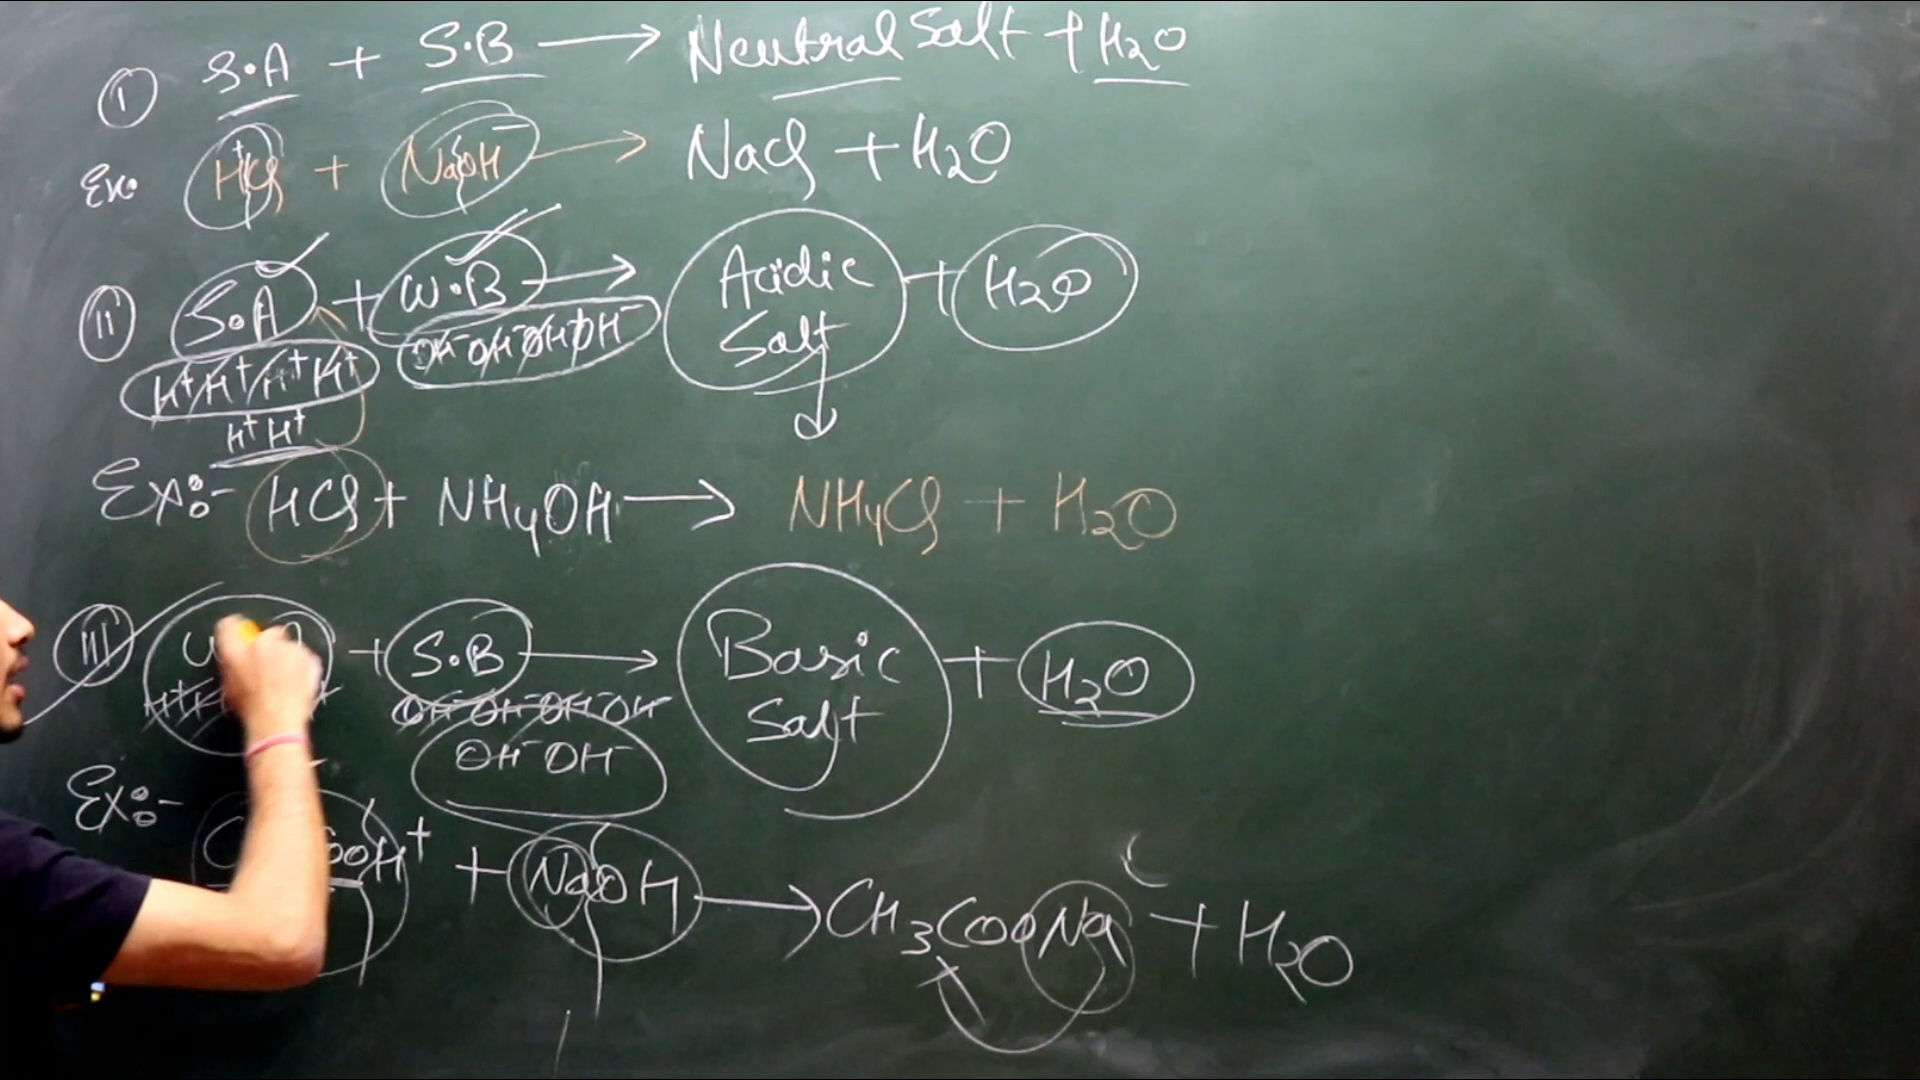 (I) S.A + S.B → Neutral Salt + H2O
Ex. HCl + NaOH⁻ → NaCl + H2O
(II) S.A + W.B → Acidic Salt + H2O
H⁺ H⁺ H⁺ H⁺ OH⁻ OH⁻ OH⁻ OH⁻
H⁺ H⁺
Ex:- HCl + NH4OH → NH4Cl + H2O
(III) + S.B → Basic Salt + H2O
OH⁻ OH⁻ OH⁻ OH⁻
OH⁻ OH⁻
Ex:-
OOH⁺ + NaOH → CH3COONa + H2O